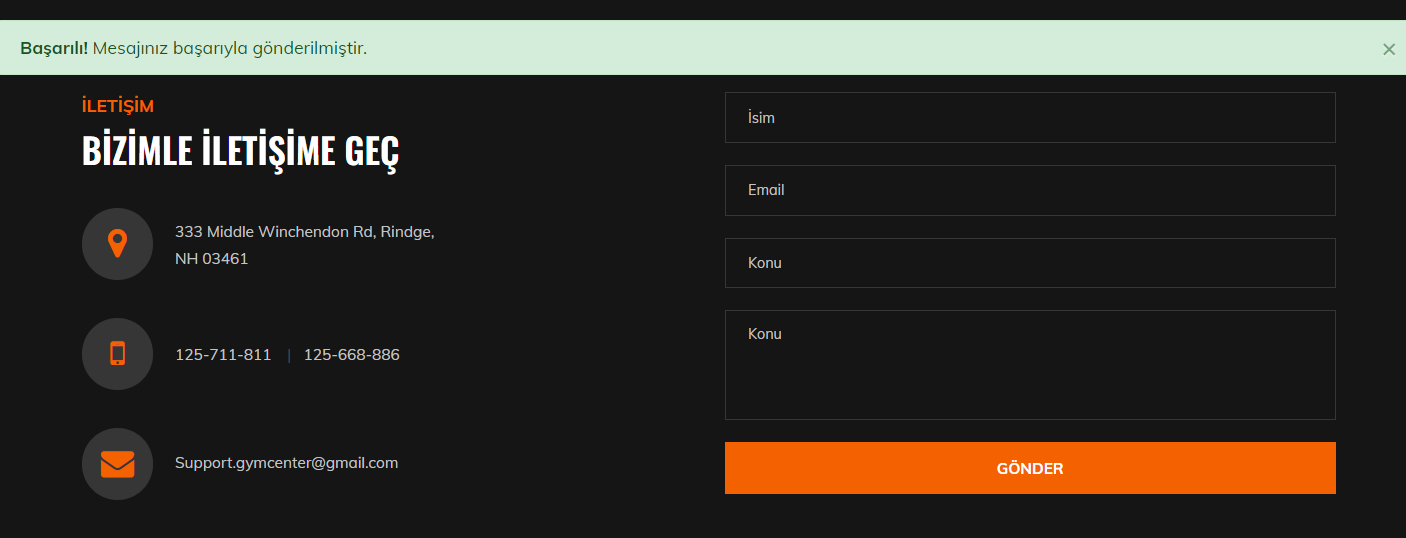 Başarılı! Mesajınız başarıyla gönderilmiştir.
×
İLETİŞİM
BİZİMLE İLETİŞİME GEÇ
333 Middle Winchendon Rd, Rindge,
NH 03461
125-711-811 | 125-668-886
Support.gymcenter@gmail.com
İsim
Email
Konu
Konu
GÖNDER